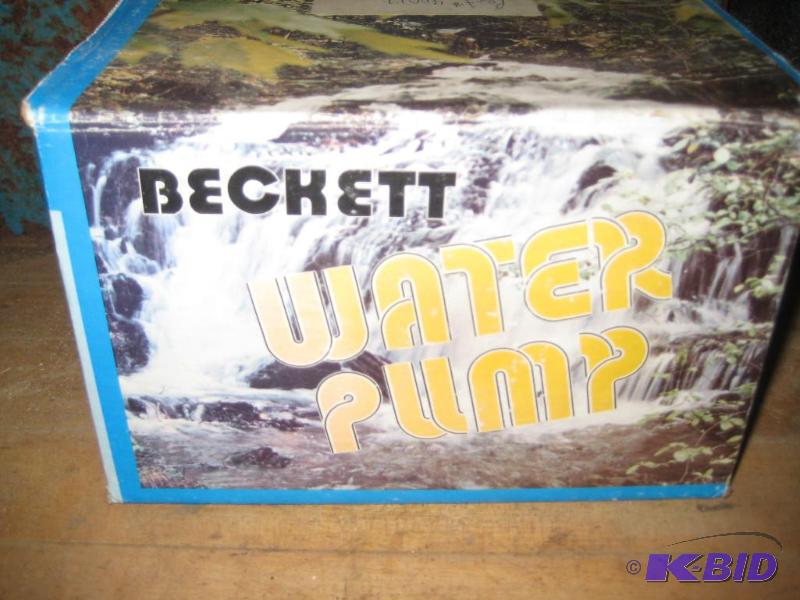 BECKETT
WATER
PUMP
© K-BID